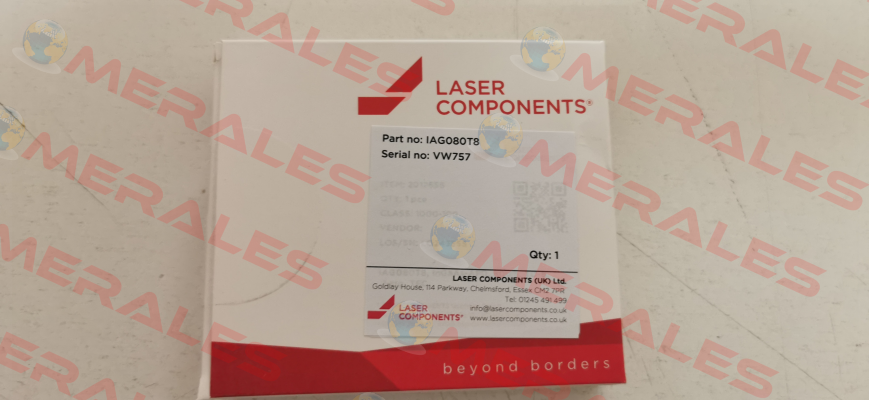 LASER
COMPONENTS®
Part no: IAG080T8
Serial no: VW757
Qty: 1
LASER COMPONENTS (UK) Ltd.
Goldlay House, 114 Parkway, Chelmsford, Essex CM2 7PR
Tel: 01245 491 499
info@lasercomponents.co.uk
www.lasercomponents.co.uk
LASER
COMPONENTS®
beyond borders
MERALES
MERALES
MERALES
MERALES
MERALES